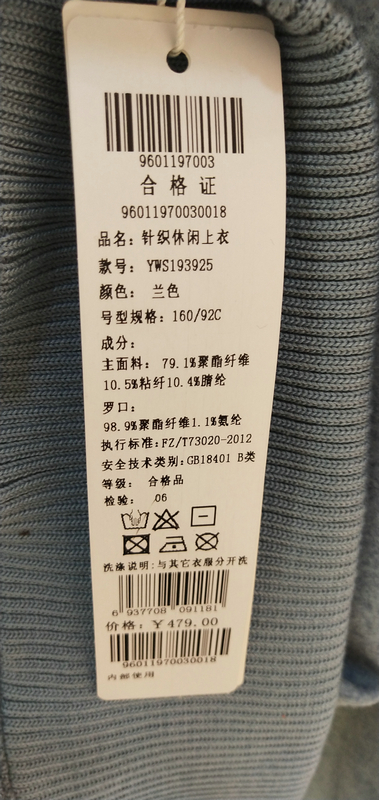 9601197003
合格证
96011970030018
品名：针织休闲上衣
款号： YWS193925
颜色： 兰色
号型规格：160/92C
成分：
主面料： 79.1%聚酯纤维
10.5%粘纤10.4%腈纶
罗口：
98.9%聚酯纤维1.1%氨纶
执行标准：FZ/T73020-2012
安全技术类别：GB18401 B类
等级： 合格品
检验： 06
洗涤说明：与其它衣服分开洗
6 937708 091181
价格：￥479.00
96011970030018
内部使用